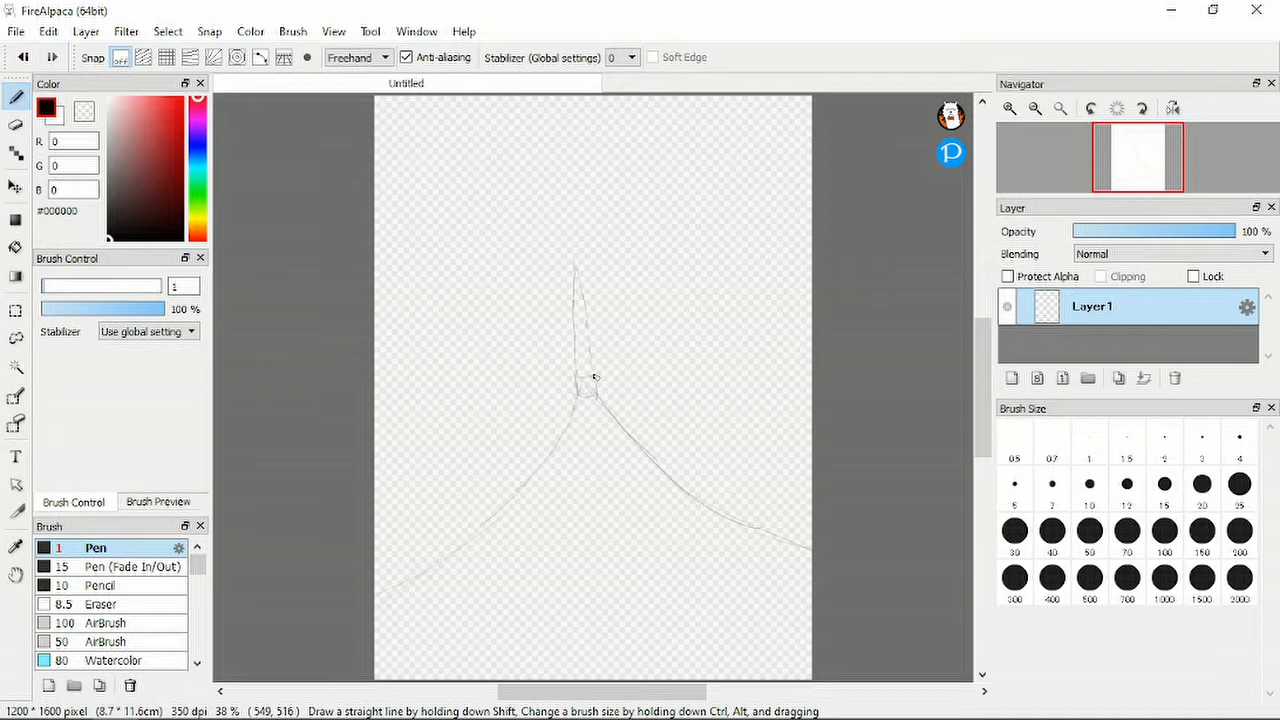 FireAlpaca (64bit)
File Edit Layer Filter Select Snap Color Brush View Tool Window Help
Snap off Freehand Anti-aliasing Stabilizer (Global settings) 0 Soft Edge
Color
Untitled
Navigator
R 0
G 0
B 0
#000000
Layer
Opacity 100 %
Blending Normal
Protect Alpha Clipping Lock
Layer1
Brush Control
1
100 %
Stabilizer Use global setting
Brush Size
0.5 0.7 1 1.5 2 3 4
5 7 10 12 15 20 25
30 40 50 70 100 150 200
300 400 500 700 1000 1500 2000
Brush Control Brush Preview
Brush
1 Pen
15 Pen (Fade In/Out)
10 Pencil
8.5 Eraser
100 AirBrush
50 AirBrush
80 Watercolor
1200 * 1600 pixel (8.7 * 11.6cm) 350 dpi 38 % ( 549, 516 ) Draw a straight line by holding down Shift, Change a brush size by holding down Ctrl, Alt, and dragging